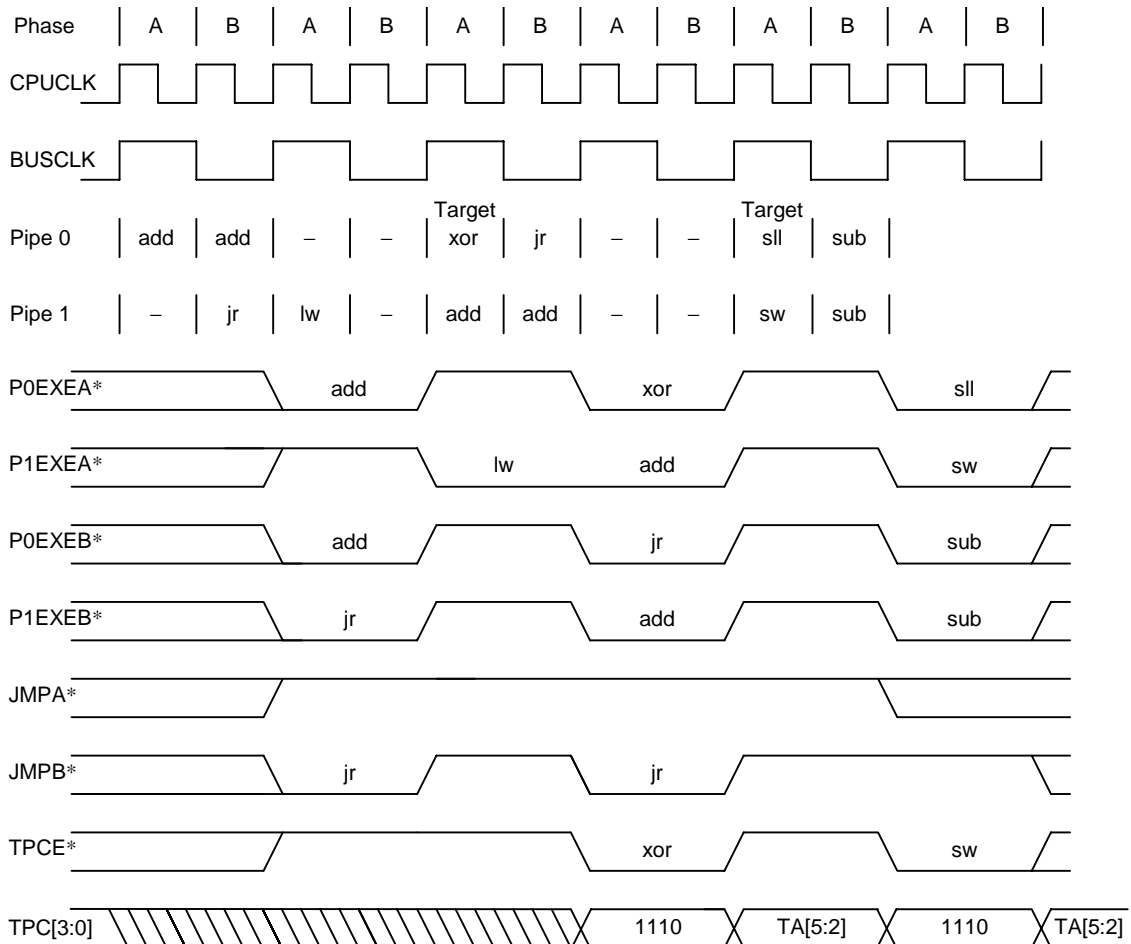 Phase A B A B A B A B A B A B
CPUCLK
BUSCLK
Target Target
Pipe 0 add add – – xor jr – – sll sub
Pipe 1 – jr lw – add add – – sw sub
P0EXEA* add xor sll
P1EXEA* lw add sw
P0EXEB* add jr sub
P1EXEB* jr add sub
JMPA*
JMPB* jr jr
TPCE* xor sw
TPC[3:0] 1110 TA[5:2] 1110 TA[5:2]